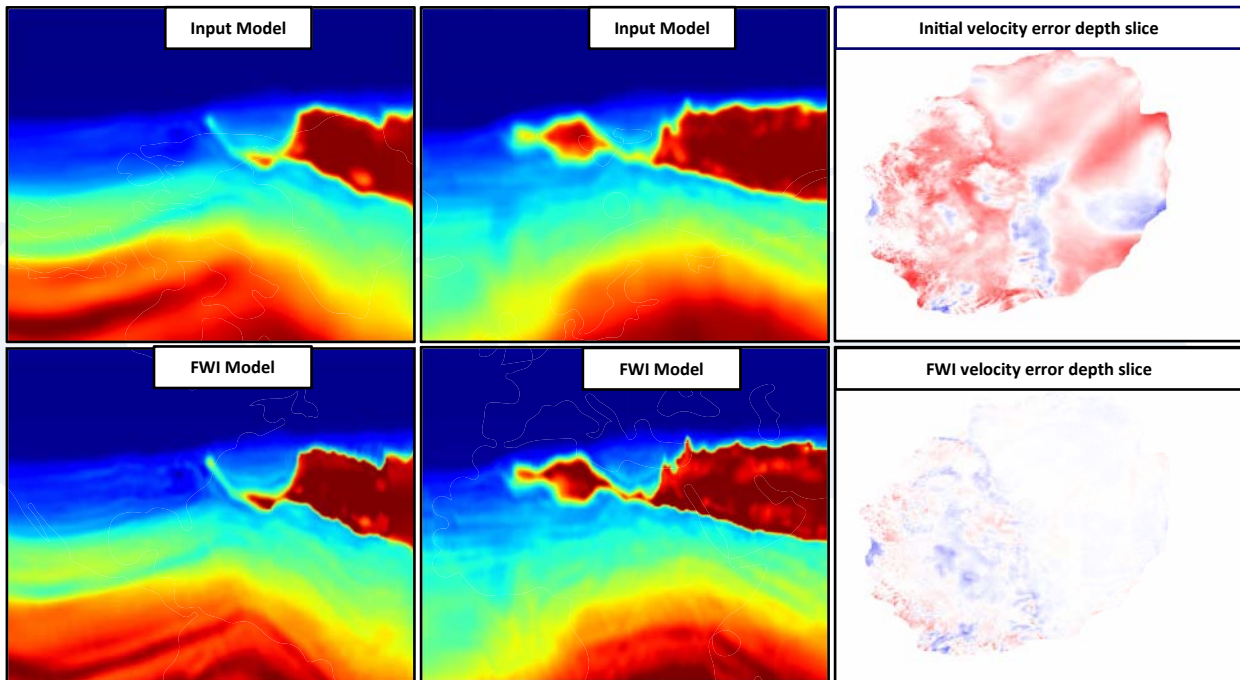 Input Model
Input Model
Initial velocity error depth slice
FWI Model
FWI Model
FWI velocity error depth slice